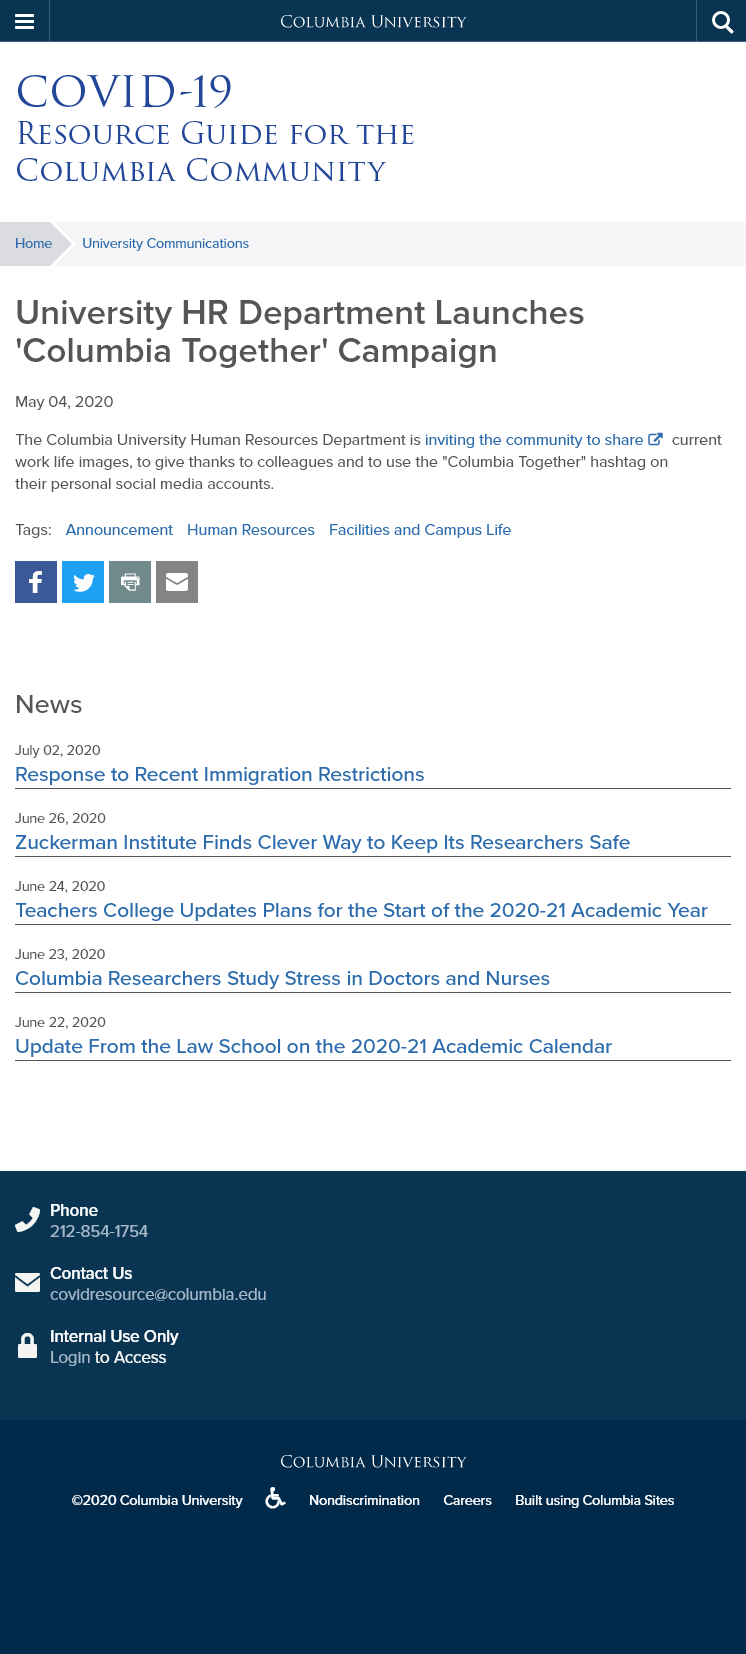 Columbia University
COVID-19
Resource Guide for the
Columbia Community
Home
University Communications
University HR Department Launches
'Columbia Together' Campaign
May 04, 2020
The Columbia University Human Resources Department is inviting the community to share current
work life images, to give thanks to colleagues and to use the "Columbia Together" hashtag on
their personal social media accounts.
Tags: Announcement Human Resources Facilities and Campus Life
News
July 02, 2020
Response to Recent Immigration Restrictions
June 26, 2020
Zuckerman Institute Finds Clever Way to Keep Its Researchers Safe
June 24, 2020
Teachers College Updates Plans for the Start of the 2020-21 Academic Year
June 23, 2020
Columbia Researchers Study Stress in Doctors and Nurses
June 22, 2020
Update From the Law School on the 2020-21 Academic Calendar
Phone
212-854-1754
Contact Us
covidresource@columbia.edu
Internal Use Only
Login to Access
Columbia University
©2020 Columbia University Nondiscrimination Careers Built using Columbia Sites